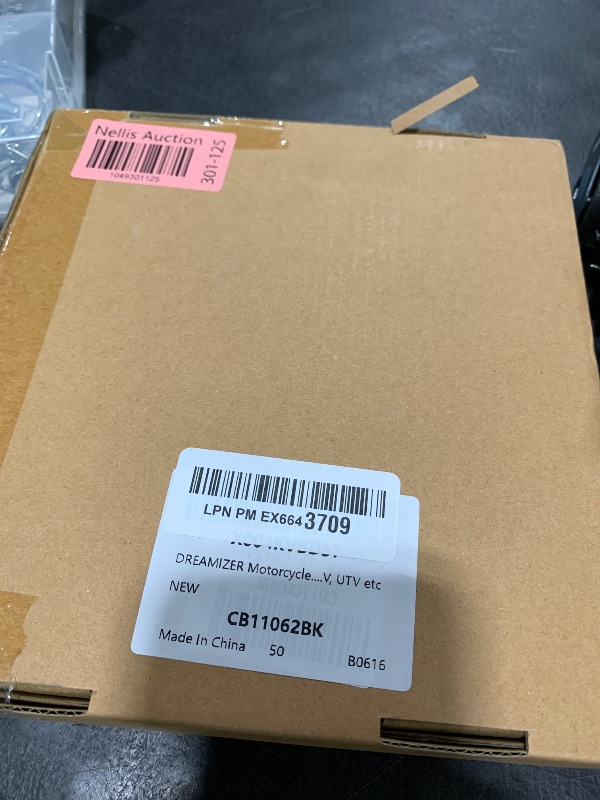 Nellis Auction
1049301125
301-125
LPN PM EX6643709
DREAMIZER Motorcycle....V, UTV etc
NEW
CB11062BK
Made In China 50 B0616